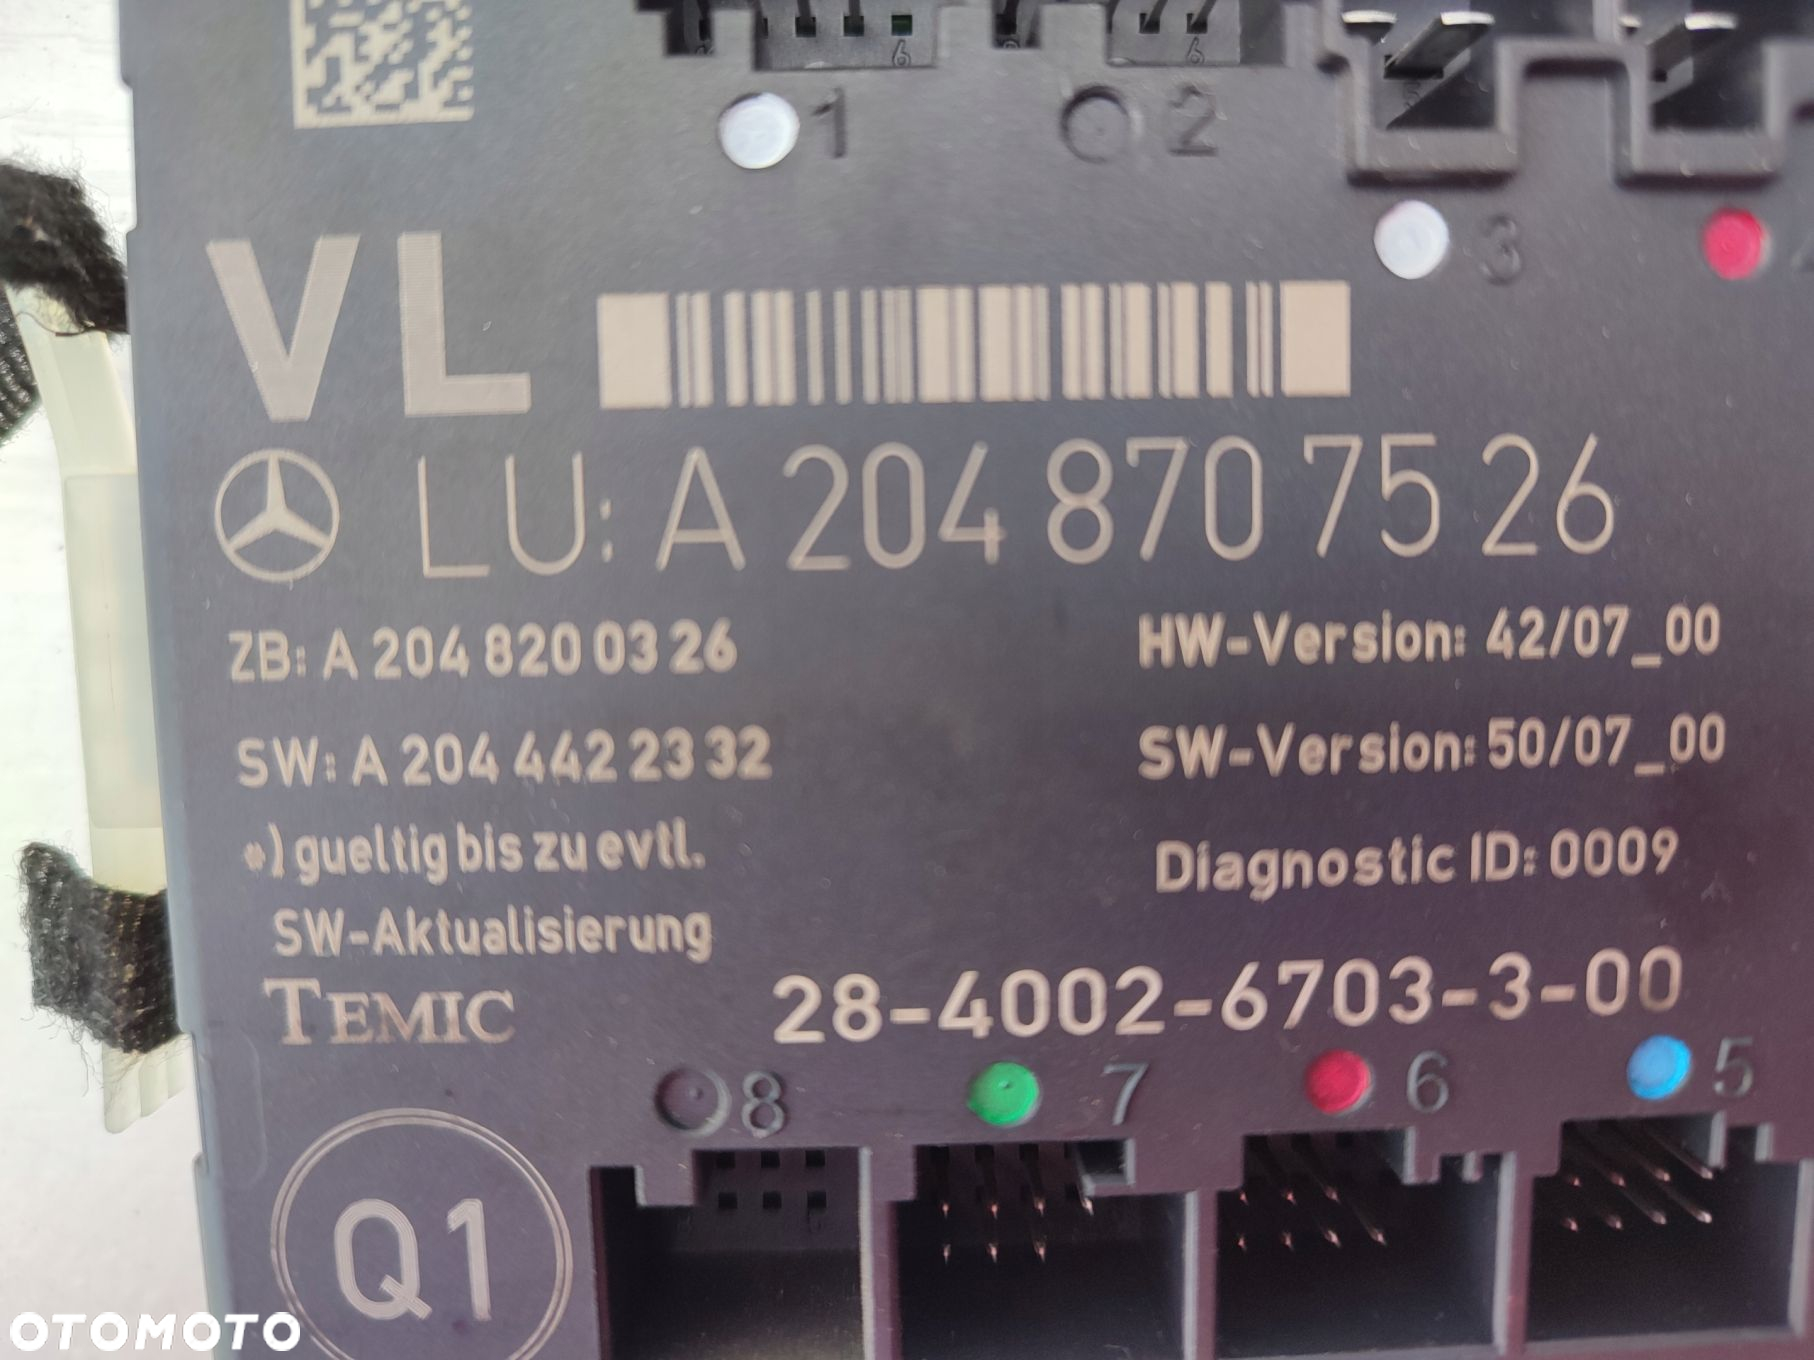 6
6
1
2
3
VL
LU: A 204 870 75 26
ZB: A 204 820 03 26
HW-Version: 42/07_00
SW: A 204 442 23 32
SW-Version: 50/07_00
*) gueltig bis zu evtl.
SW-Aktualisierung
Diagnostic ID: 0009
TEMIC
28-4002-6703-3-00
8
7
6
5
Q1
OTOMOTO